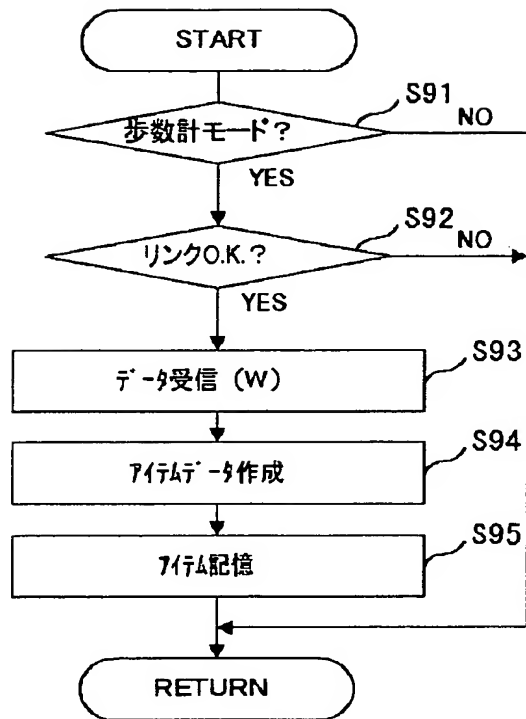 START
S91
歩数計モード?
NO
YES
S92
リンクO.K.?
NO
YES
S93
データ受信 (W)
S94
アイテムデータ作成
S95
アイテム記憶
RETURN